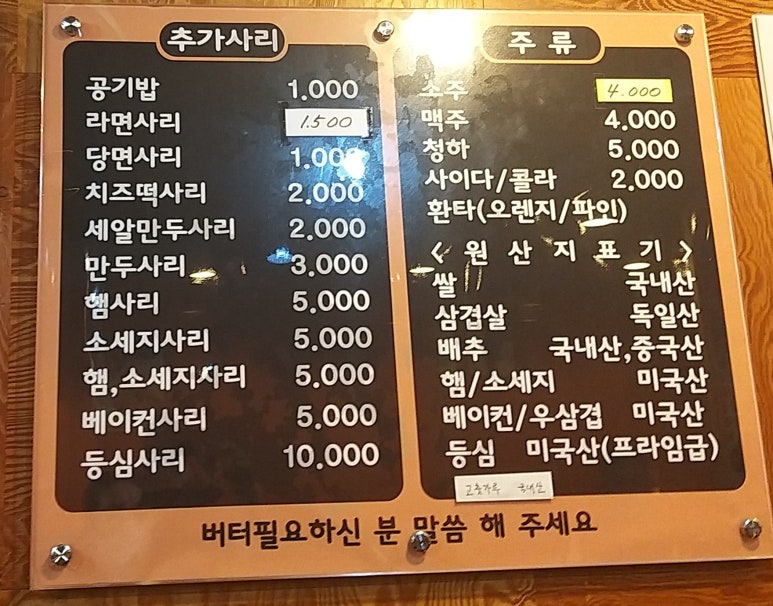 추가사리
공기밥 1.000
라면사리 1.500
당면사리 1.000
치즈떡사리 2.000
세알만두사리 2.000
만두사리 3.000
햄사리 5.000
소세지사리 5.000
햄,소세지사리 5.000
베이컨사리 5.000
등심사리 10.000
주 류
소주 4.000
맥주 4.000
청하 5.000
사이다/콜라 2.000
환타(오렌지/파인)
< 원 산 지 표 기 >
쌀 국내산
삼겹살 독일산
배추 국내산,중국산
햄/소세지 미국산
베이컨/우삼겹 미국산
등심 미국산(프라임급)
고춧가루 국내산
버터필요하신 분 말씀 해 주세요